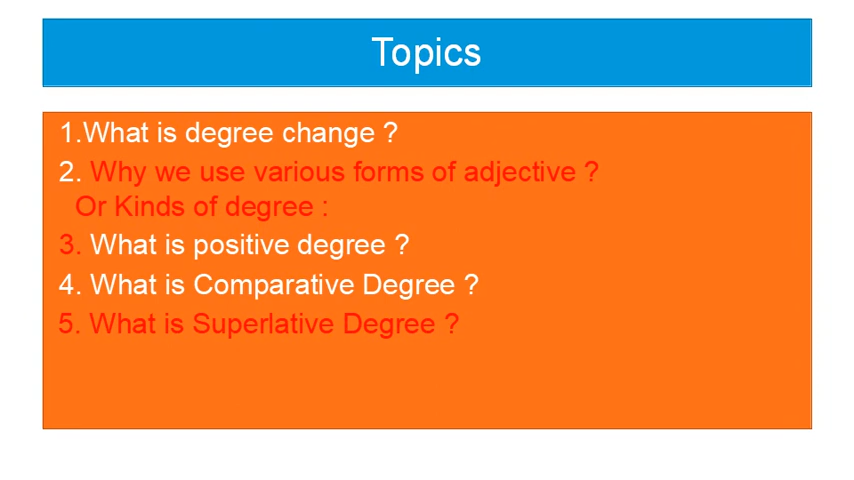 Topics
1.What is degree change ?
2. Why we use various forms of adjective ?
Or Kinds of degree :
3. What is positive degree ?
4. What is Comparative Degree ?
5. What is Superlative Degree ?